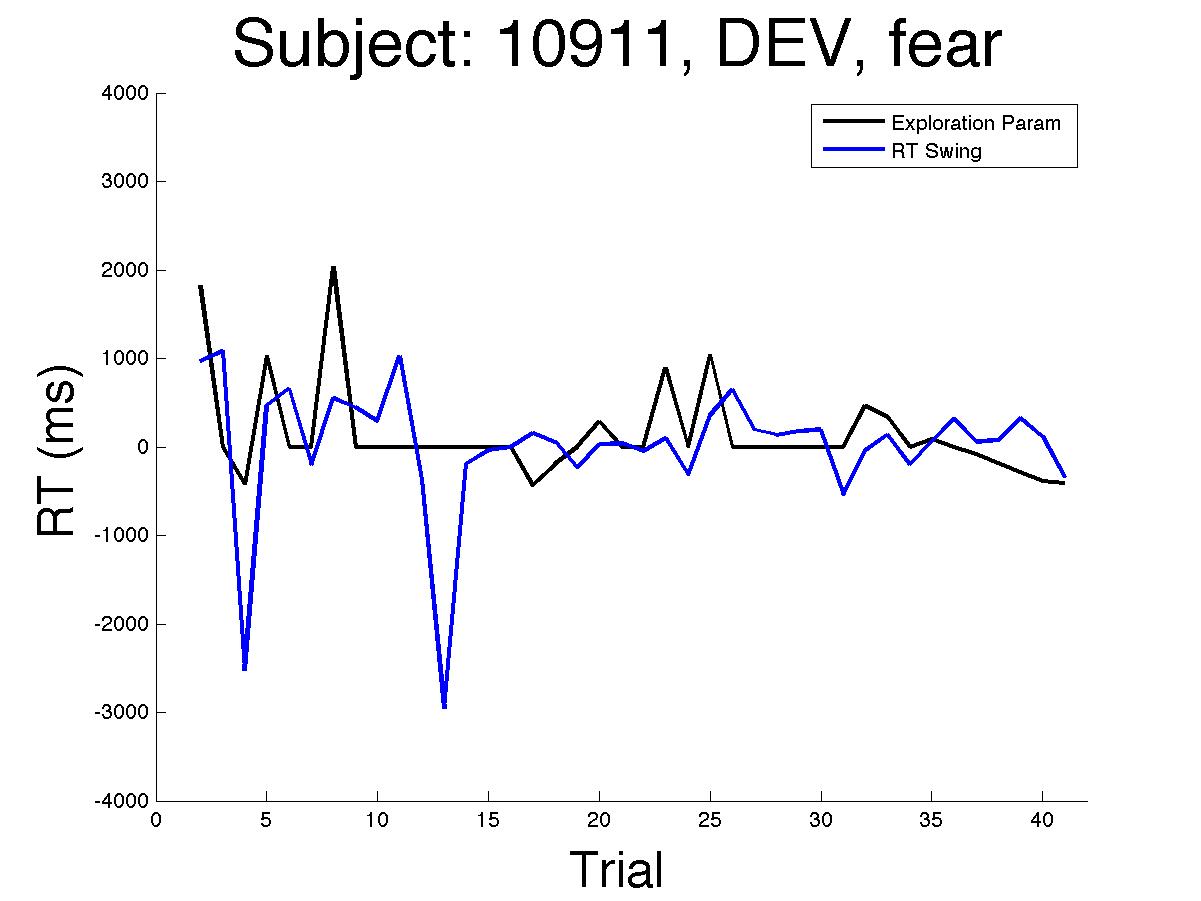 Subject: 10911, DEV, fear
4000
3000
2000
1000
0
-1000
-2000
-3000
-4000
RT (ms)
Exploration Param
RT Swing
0 5 10 15 20 25 30 35 40
Trial